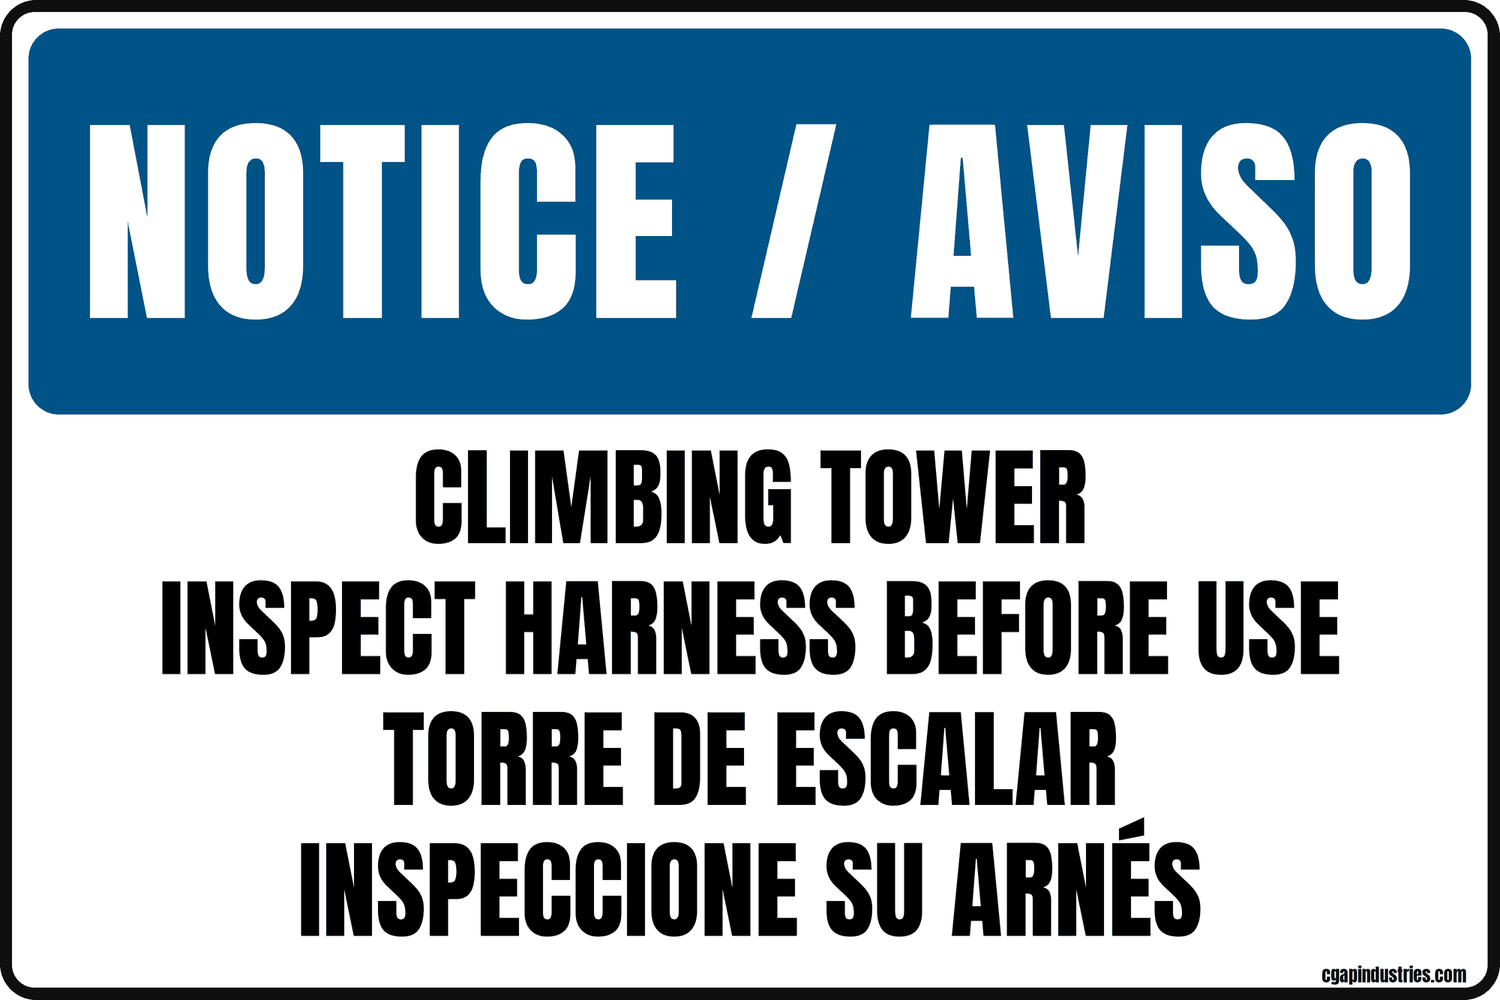 NOTICE / AVISO
CLIMBING TOWER
INSPECT HARNESS BEFORE USE
TORRE DE ESCALAR
INSPECCIONE SU ARNÉS
cgapindustries.com